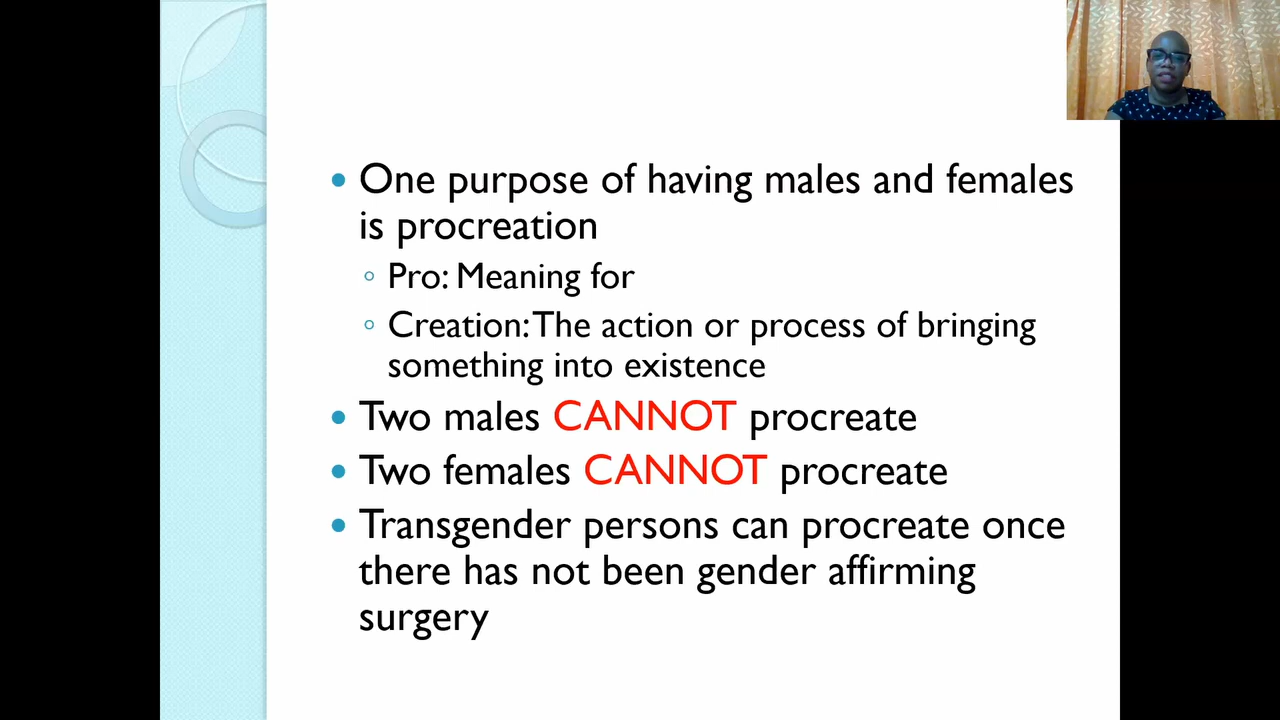 • One purpose of having males and females
is procreation
◦ Pro: Meaning for
◦ Creation: The action or process of bringing
something into existence
• Two males CANNOT procreate
• Two females CANNOT procreate
• Transgender persons can procreate once
there has not been gender affirming
surgery